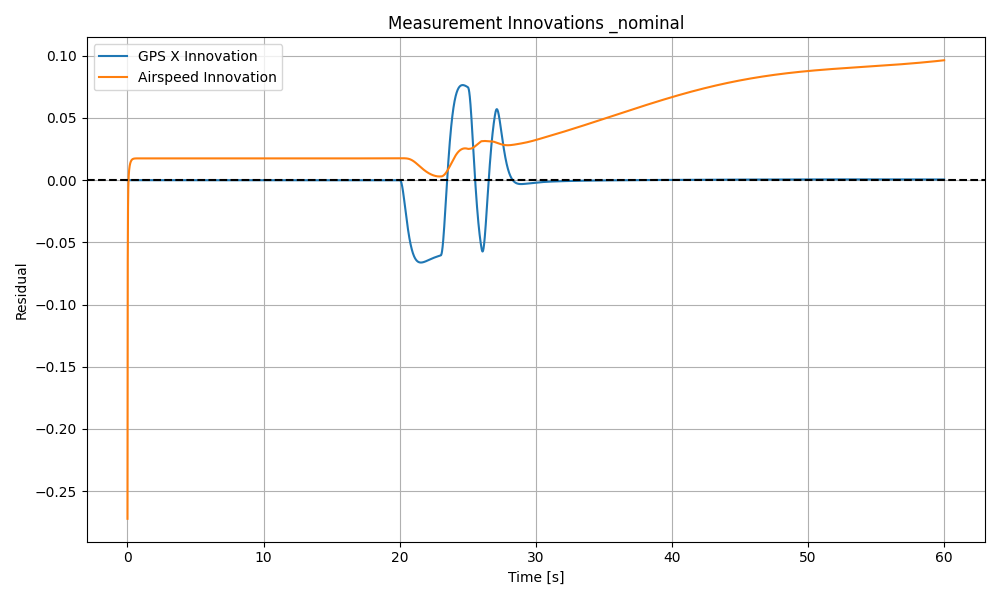 Measurement Innovations _nominal
GPS X Innovation
Airspeed Innovation
0.10
0.05
0.00
−0.05
−0.10
−0.15
−0.20
−0.25
Residual
0 10 20 30 40 50 60
Time [s]